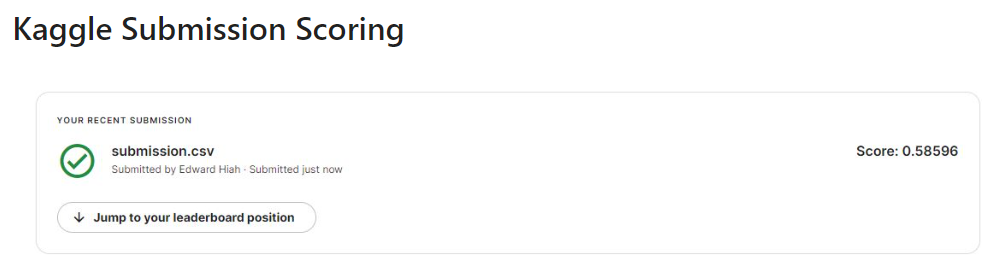 Kaggle Submission Scoring
YOUR RECENT SUBMISSION
submission.csv
Score: 0.58596
Submitted by Edward Hiah · Submitted just now
Jump to your leaderboard position